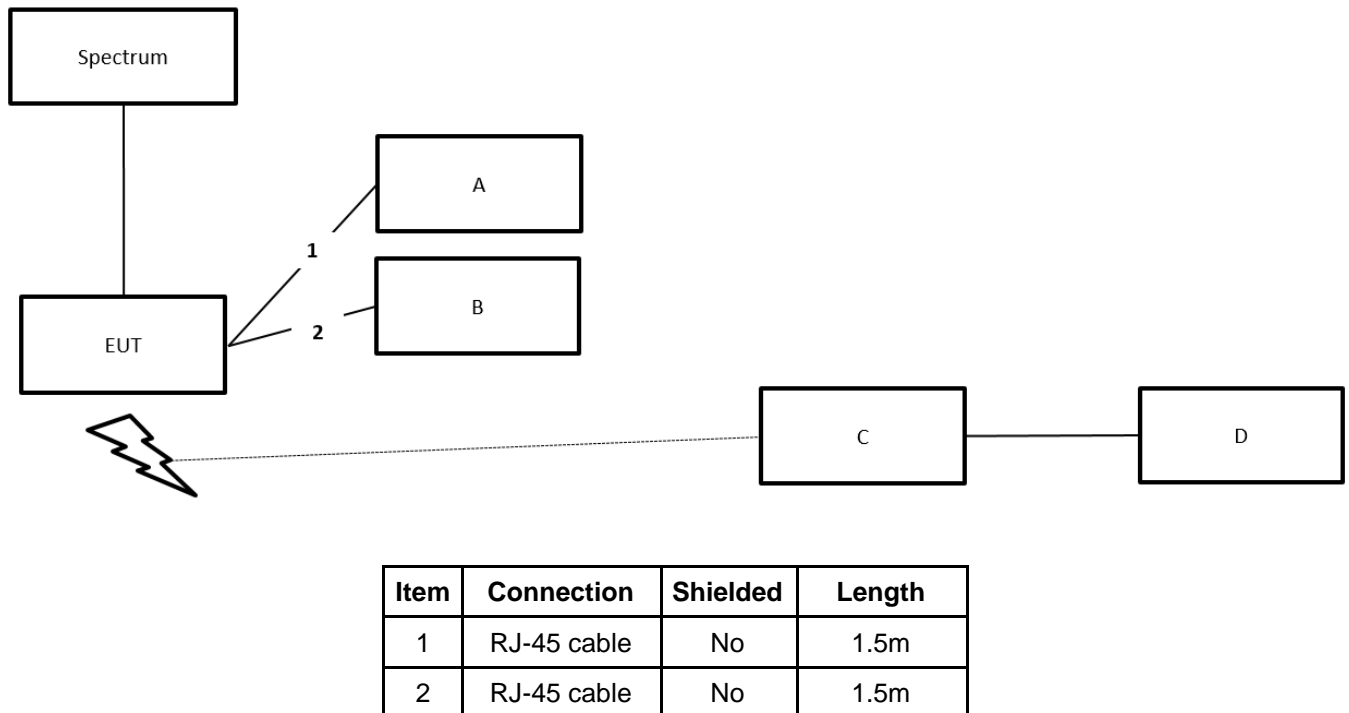 Spectrum
A
1
B
2
EUT
C
D
Item Connection Shielded Length
1 RJ-45 cable No 1.5m
2 RJ-45 cable No 1.5m